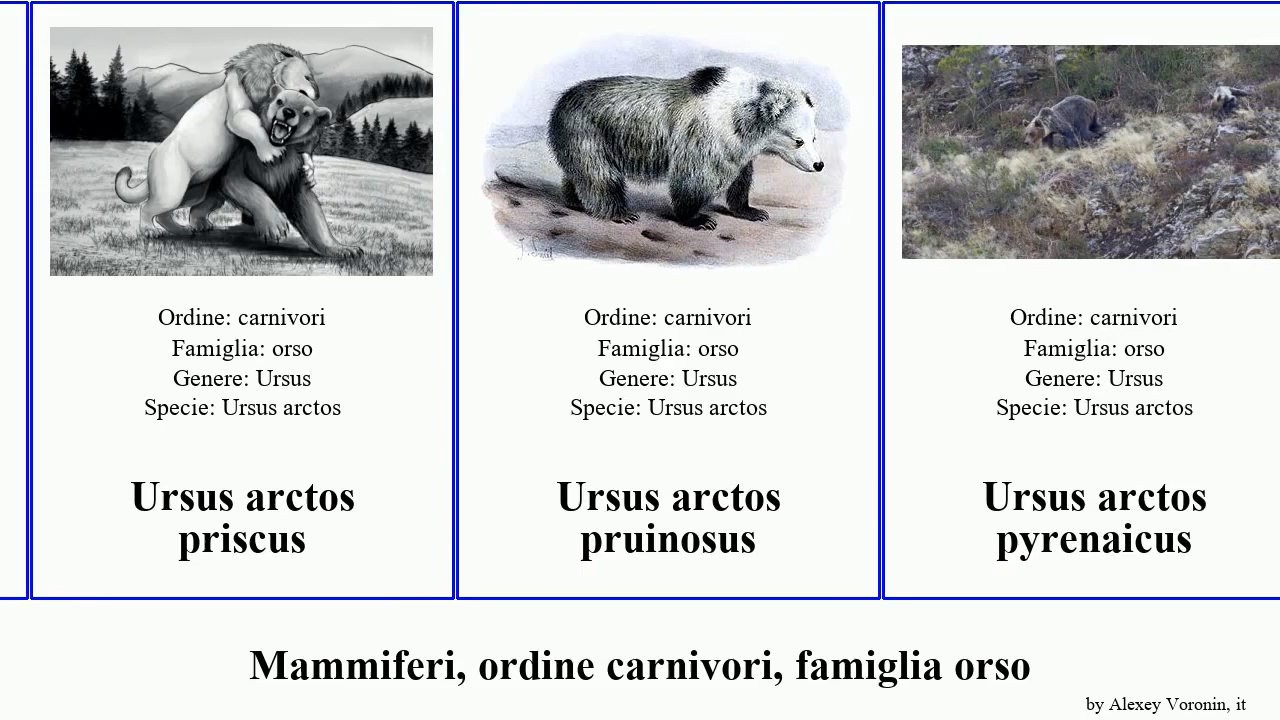 Ordine: carnivori
Famiglia: orso
Genere: Ursus
Specie: Ursus arctos
Ursus arctos
priscus
Ordine: carnivori
Famiglia: orso
Genere: Ursus
Specie: Ursus arctos
Ursus arctos
pruinosus
Ordine: carnivori
Famiglia: orso
Genere: Ursus
Specie: Ursus arctos
Ursus arctos
pyrenaicus
Mammiferi, ordine carnivori, famiglia orso
by Alexey Voronin, it